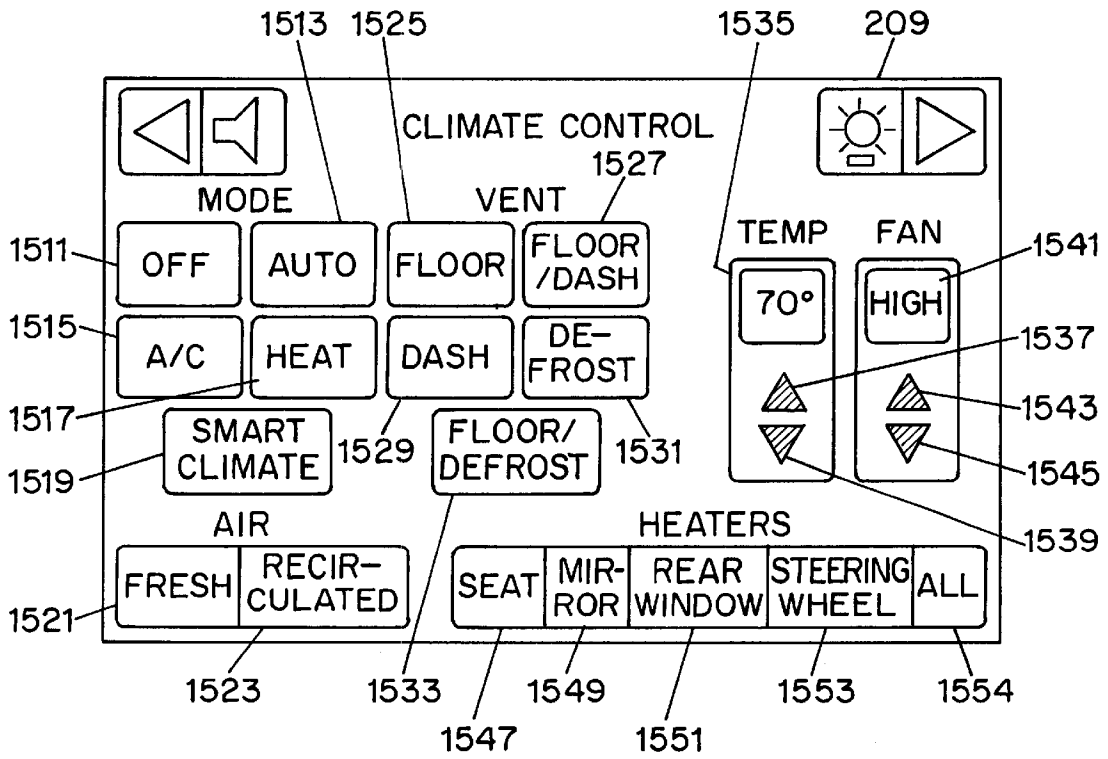 1513 1525 1535 209
CLIMATE CONTROL
1527
MODE VENT
TEMP FAN
1511 OFF AUTO FLOOR FLOOR
/DASH
70° HIGH 1541
1515 A/C HEAT DASH DE-
FROST
1537
1517
1529 1531
1543
SMART
CLIMATE
FLOOR/
DEFROST
1519
1545
AIR HEATERS
1539
FRESH RECIR-
CULATED
SEAT MIR-
ROR
REAR
WINDOW
STEERING
WHEEL
ALL
1521
1523 1533 1549 1553 1554
1547 1551